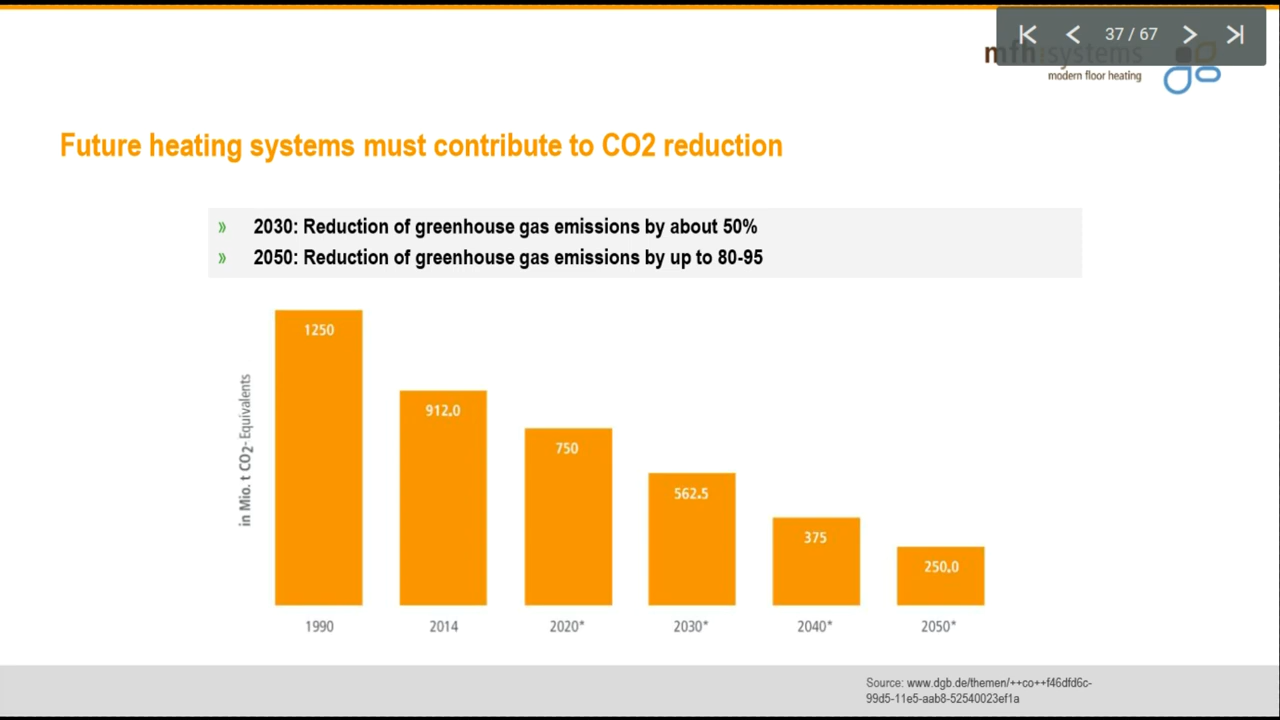 37 / 67
mfh systems
modern floor heating
Future heating systems must contribute to CO2 reduction
» 2030: Reduction of greenhouse gas emissions by about 50%
» 2050: Reduction of greenhouse gas emissions by up to 80-95
in Mio. t CO2- Equivalents
1250
912.0
750
562.5
375
250.0
1990
2014
2020*
2030*
2040*
2050*
Source: www.dgb.de/themen/++co++f46dfd6c-
99d5-11e5-aab8-52540023ef1a